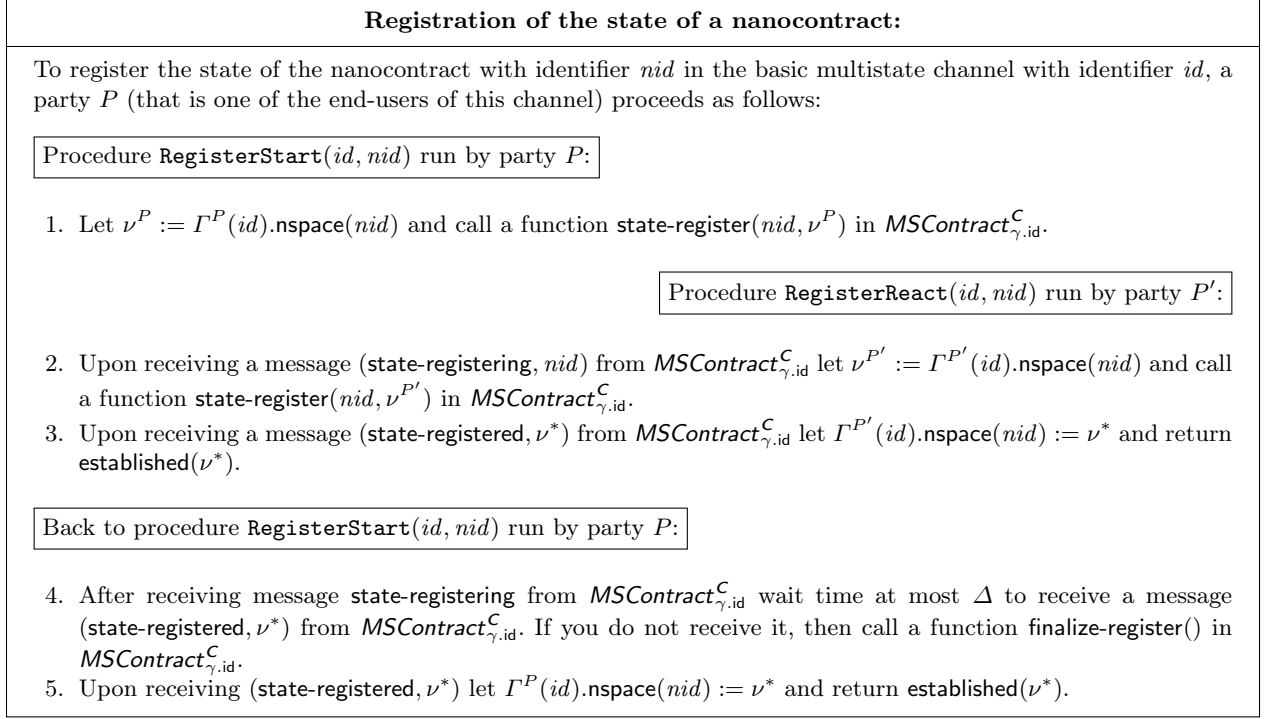 Registration of the state of a nanocontract:
To register the state of the nanocontract with identifier nid in the basic multistate channel with identifier id, a
party P (that is one of the end-users of this channel) proceeds as follows:
Procedure RegisterStart(id, nid) run by party P:
1. Let ν^P := Γ^P(id).nspace(nid) and call a function state-register(nid, ν^P) in MSContract^C_γ.id.
Procedure RegisterReact(id, nid) run by party P′:
2. Upon receiving a message (state-registering, nid) from MSContract^C_γ.id let ν^P′ := Γ^P′(id).nspace(nid) and call
a function state-register(nid, ν^P′) in MSContract^C_γ.id.
3. Upon receiving a message (state-registered, ν*) from MSContract^C_γ.id let Γ^P′(id).nspace(nid) := ν* and return
established(ν*).
Back to procedure RegisterStart(id, nid) run by party P:
4. After receiving message state-registering from MSContract^C_γ.id wait time at most Δ to receive a message
(state-registered, ν*) from MSContract^C_γ.id. If you do not receive it, then call a function finalize-register() in
MSContract^C_γ.id.
5. Upon receiving (state-registered, ν*) let Γ^P(id).nspace(nid) := ν* and return established(ν*).